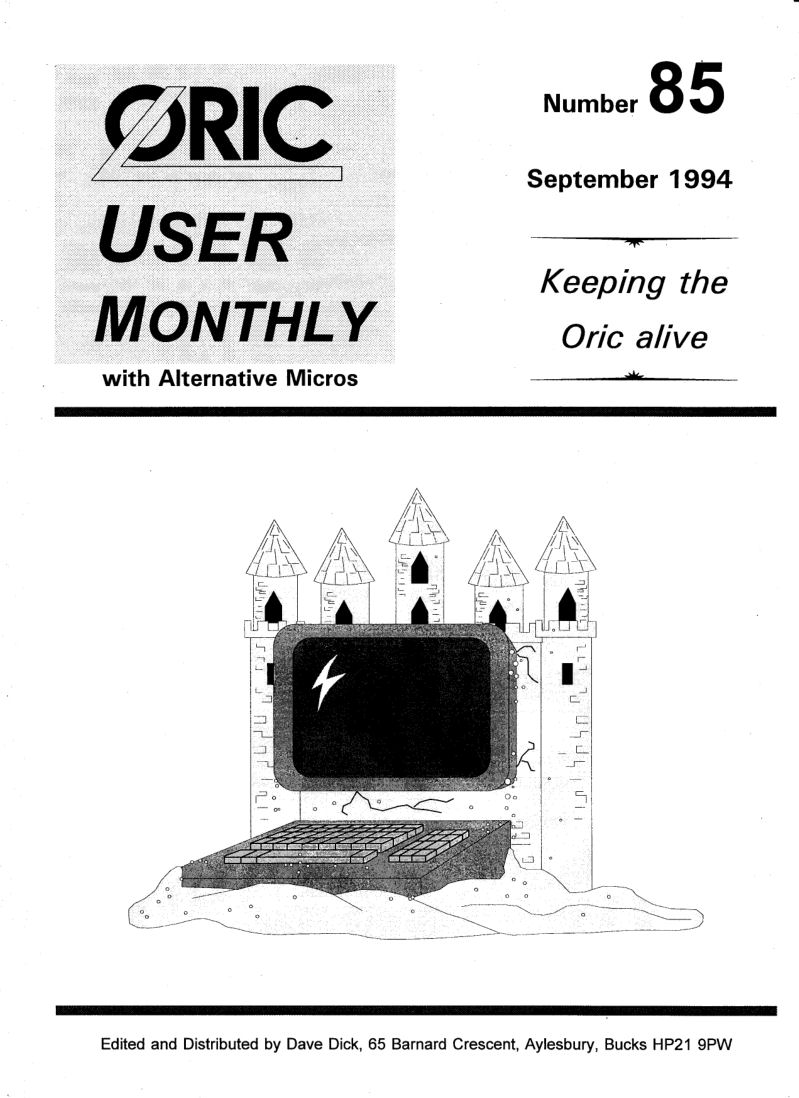 ORIC
USER
MONTHLY
with Alternative Micros
Number 85
September 1994
Keeping the
Oric alive
Edited and Distributed by Dave Dick, 65 Barnard Crescent, Aylesbury, Bucks HP21 9PW